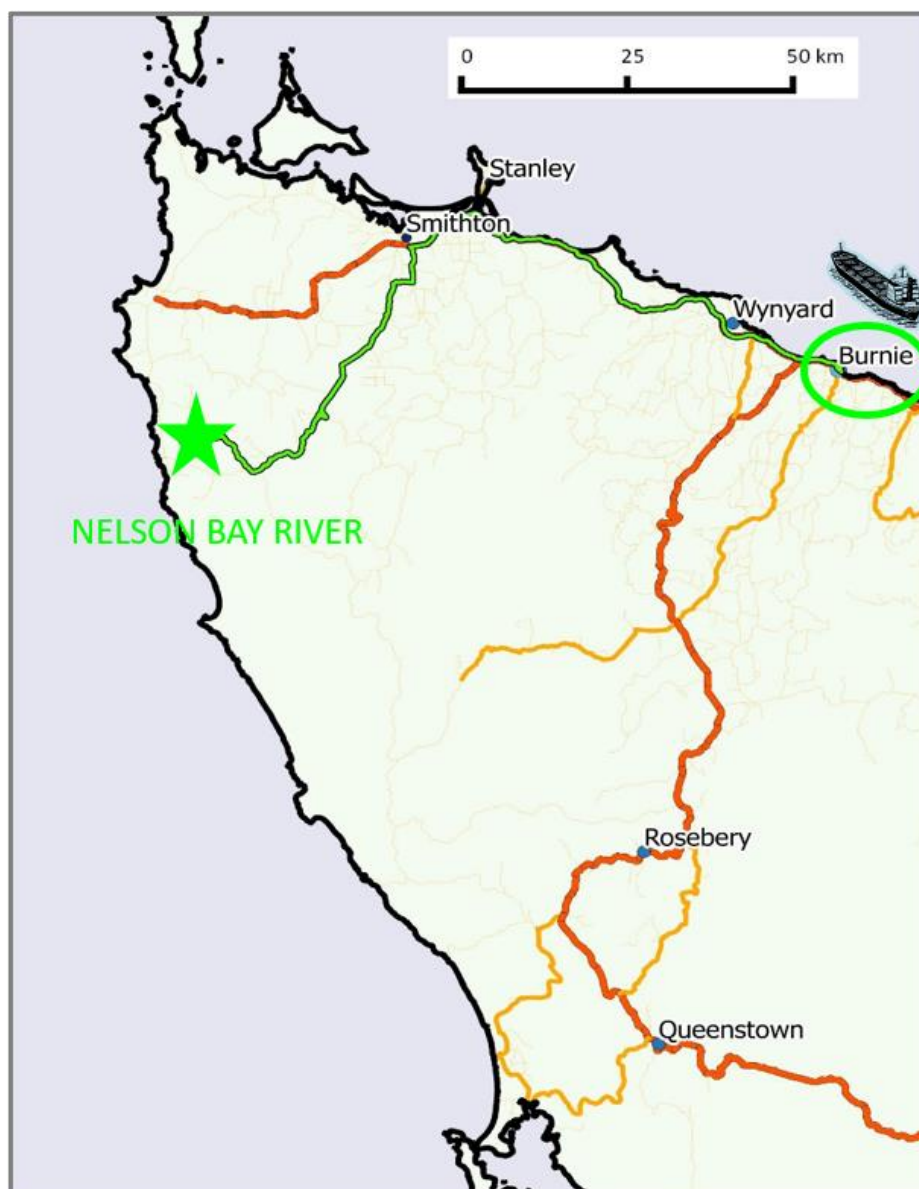 0 25 50 km
Stanley
Smithton
Wynyard
Burnie
NELSON BAY RIVER
Rosebery
Queenstown